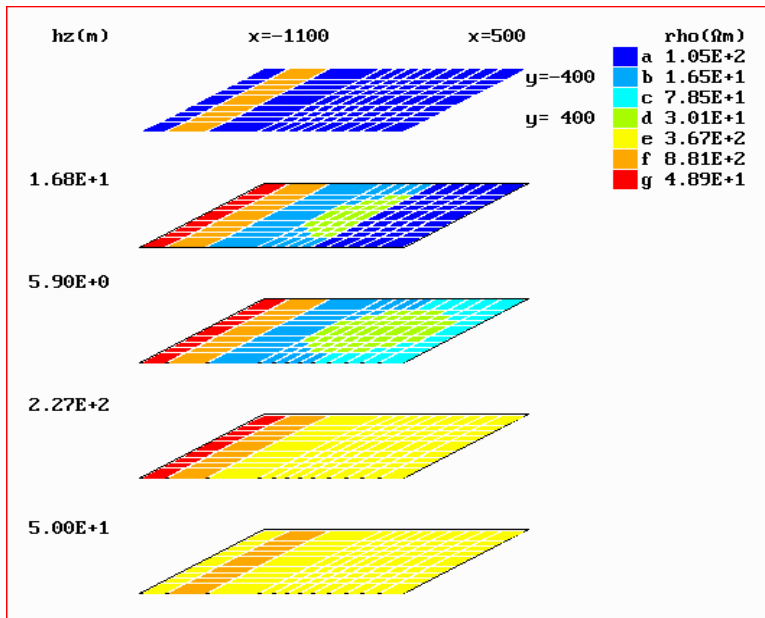 hz(m) x=-1100 x=500 rho(Ωm)
a 1.05E+2
y=-400 b 1.65E+1
c 7.85E+1
y= 400 d 3.01E+1
e 3.67E+2
f 8.81E+2
1.68E+1 g 4.89E+1
5.90E+0
2.27E+2
5.00E+1